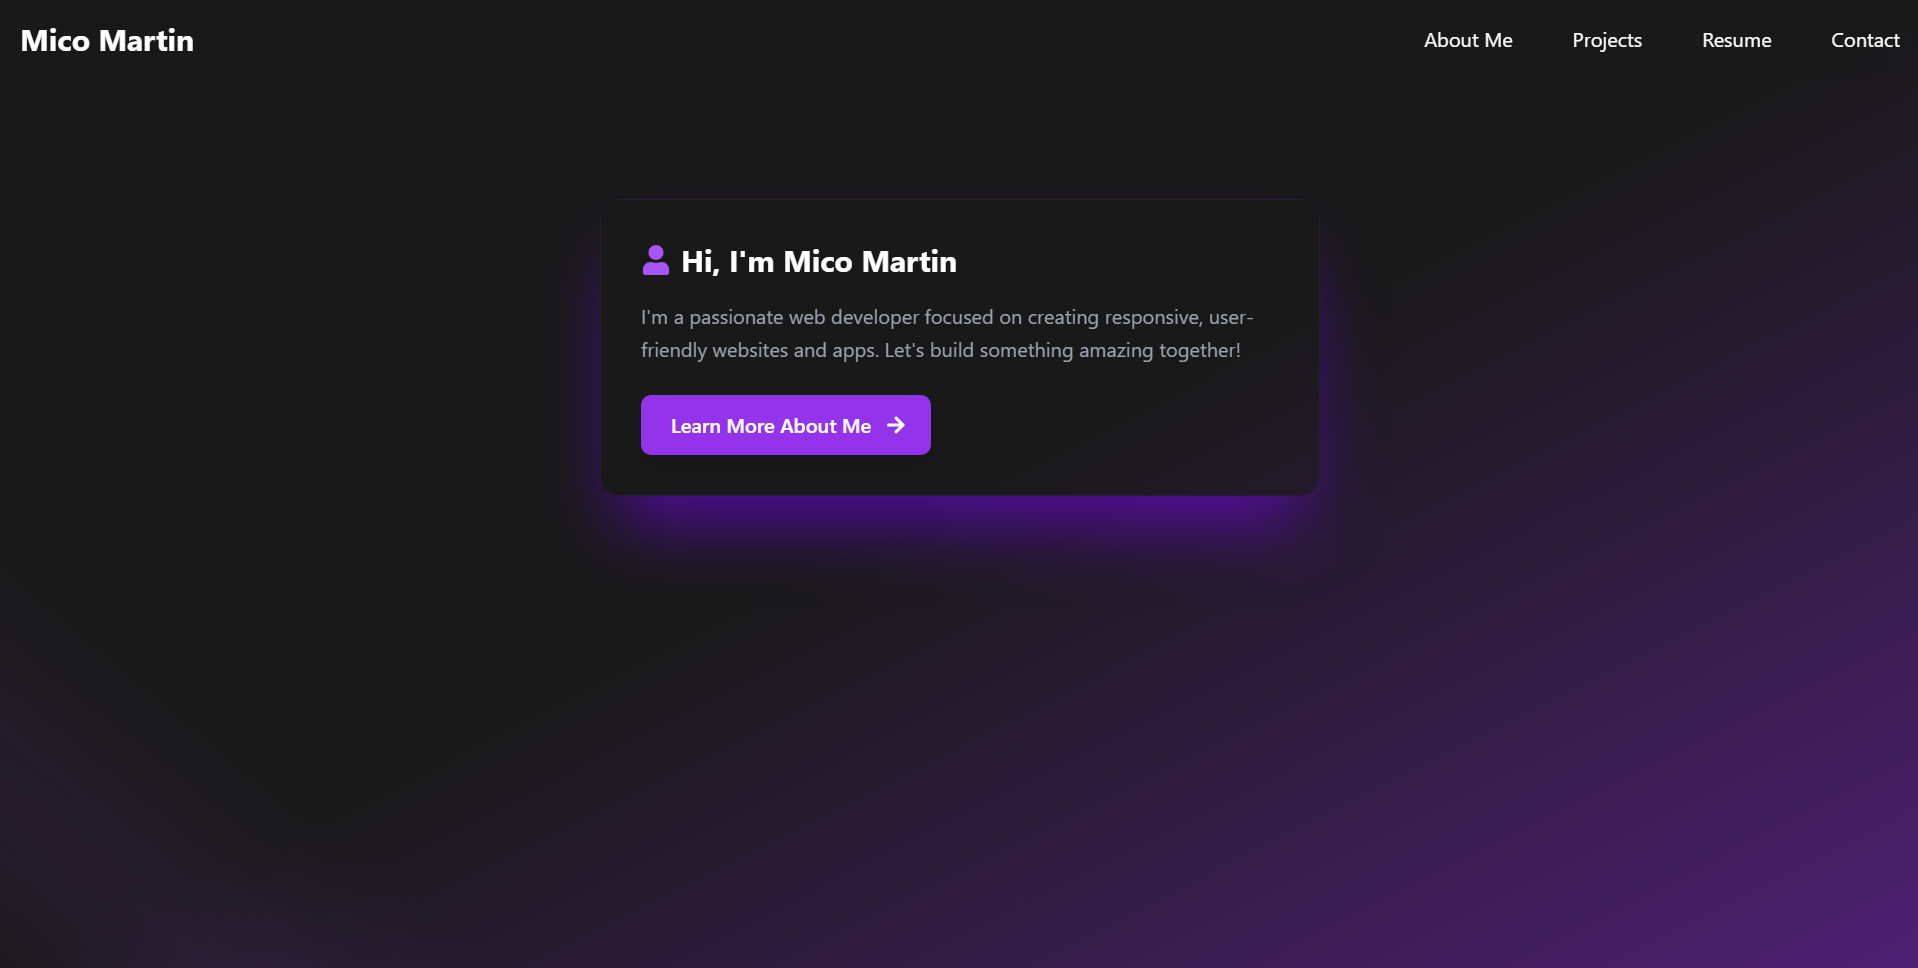 Mico Martin
About Me
Projects
Resume
Contact
Hi, I'm Mico Martin
I'm a passionate web developer focused on creating responsive, user-
friendly websites and apps. Let's build something amazing together!
Learn More About Me